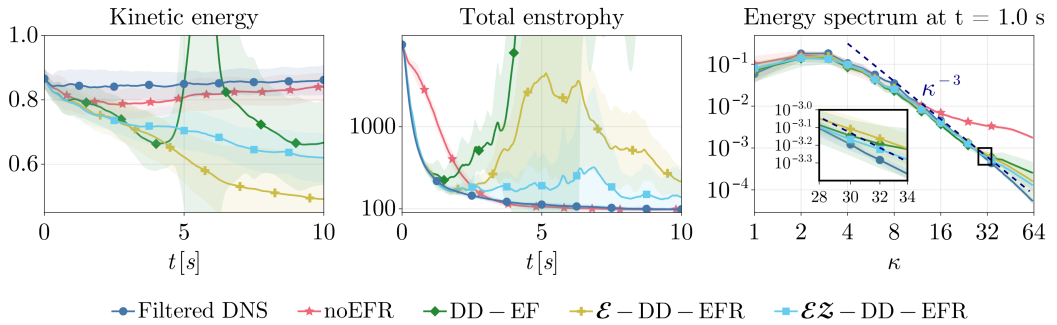 Kinetic energy
1.0
0.8
0.6
0
5
10
t[s]
Total enstrophy
1000
100
0
5
10
t[s]
Energy spectrum at t = 1.0 s
10⁻¹
10⁻²
10⁻³
10⁻⁴
κ⁻³
10⁻³·⁰
10⁻³·¹
10⁻³·²
10⁻³·³
28 30 32 34
1 2 4 8 16 32 64
κ
Filtered DNS noEFR DD − EF ℰ − DD − EFR ℰ𝒵 − DD − EFR